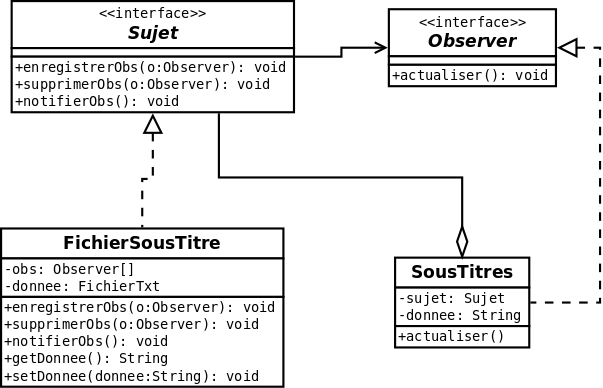 <<interface>>
Sujet
+enregistrerObs(o:Observer): void
+supprimerObs(o:Observer): void
+notifierObs(): void
<<interface>>
Observer
+actualiser(): void
FichierSousTitre
-obs: Observer[]
-donnee: FichierTxt
+enregistrerObs(o:Observer): void
+supprimerObs(o:Observer): void
+notifierObs(): void
+getDonnee(): String
+setDonnee(donnee:String): void
SousTitres
-sujet: Sujet
-donnee: String
+actualiser()